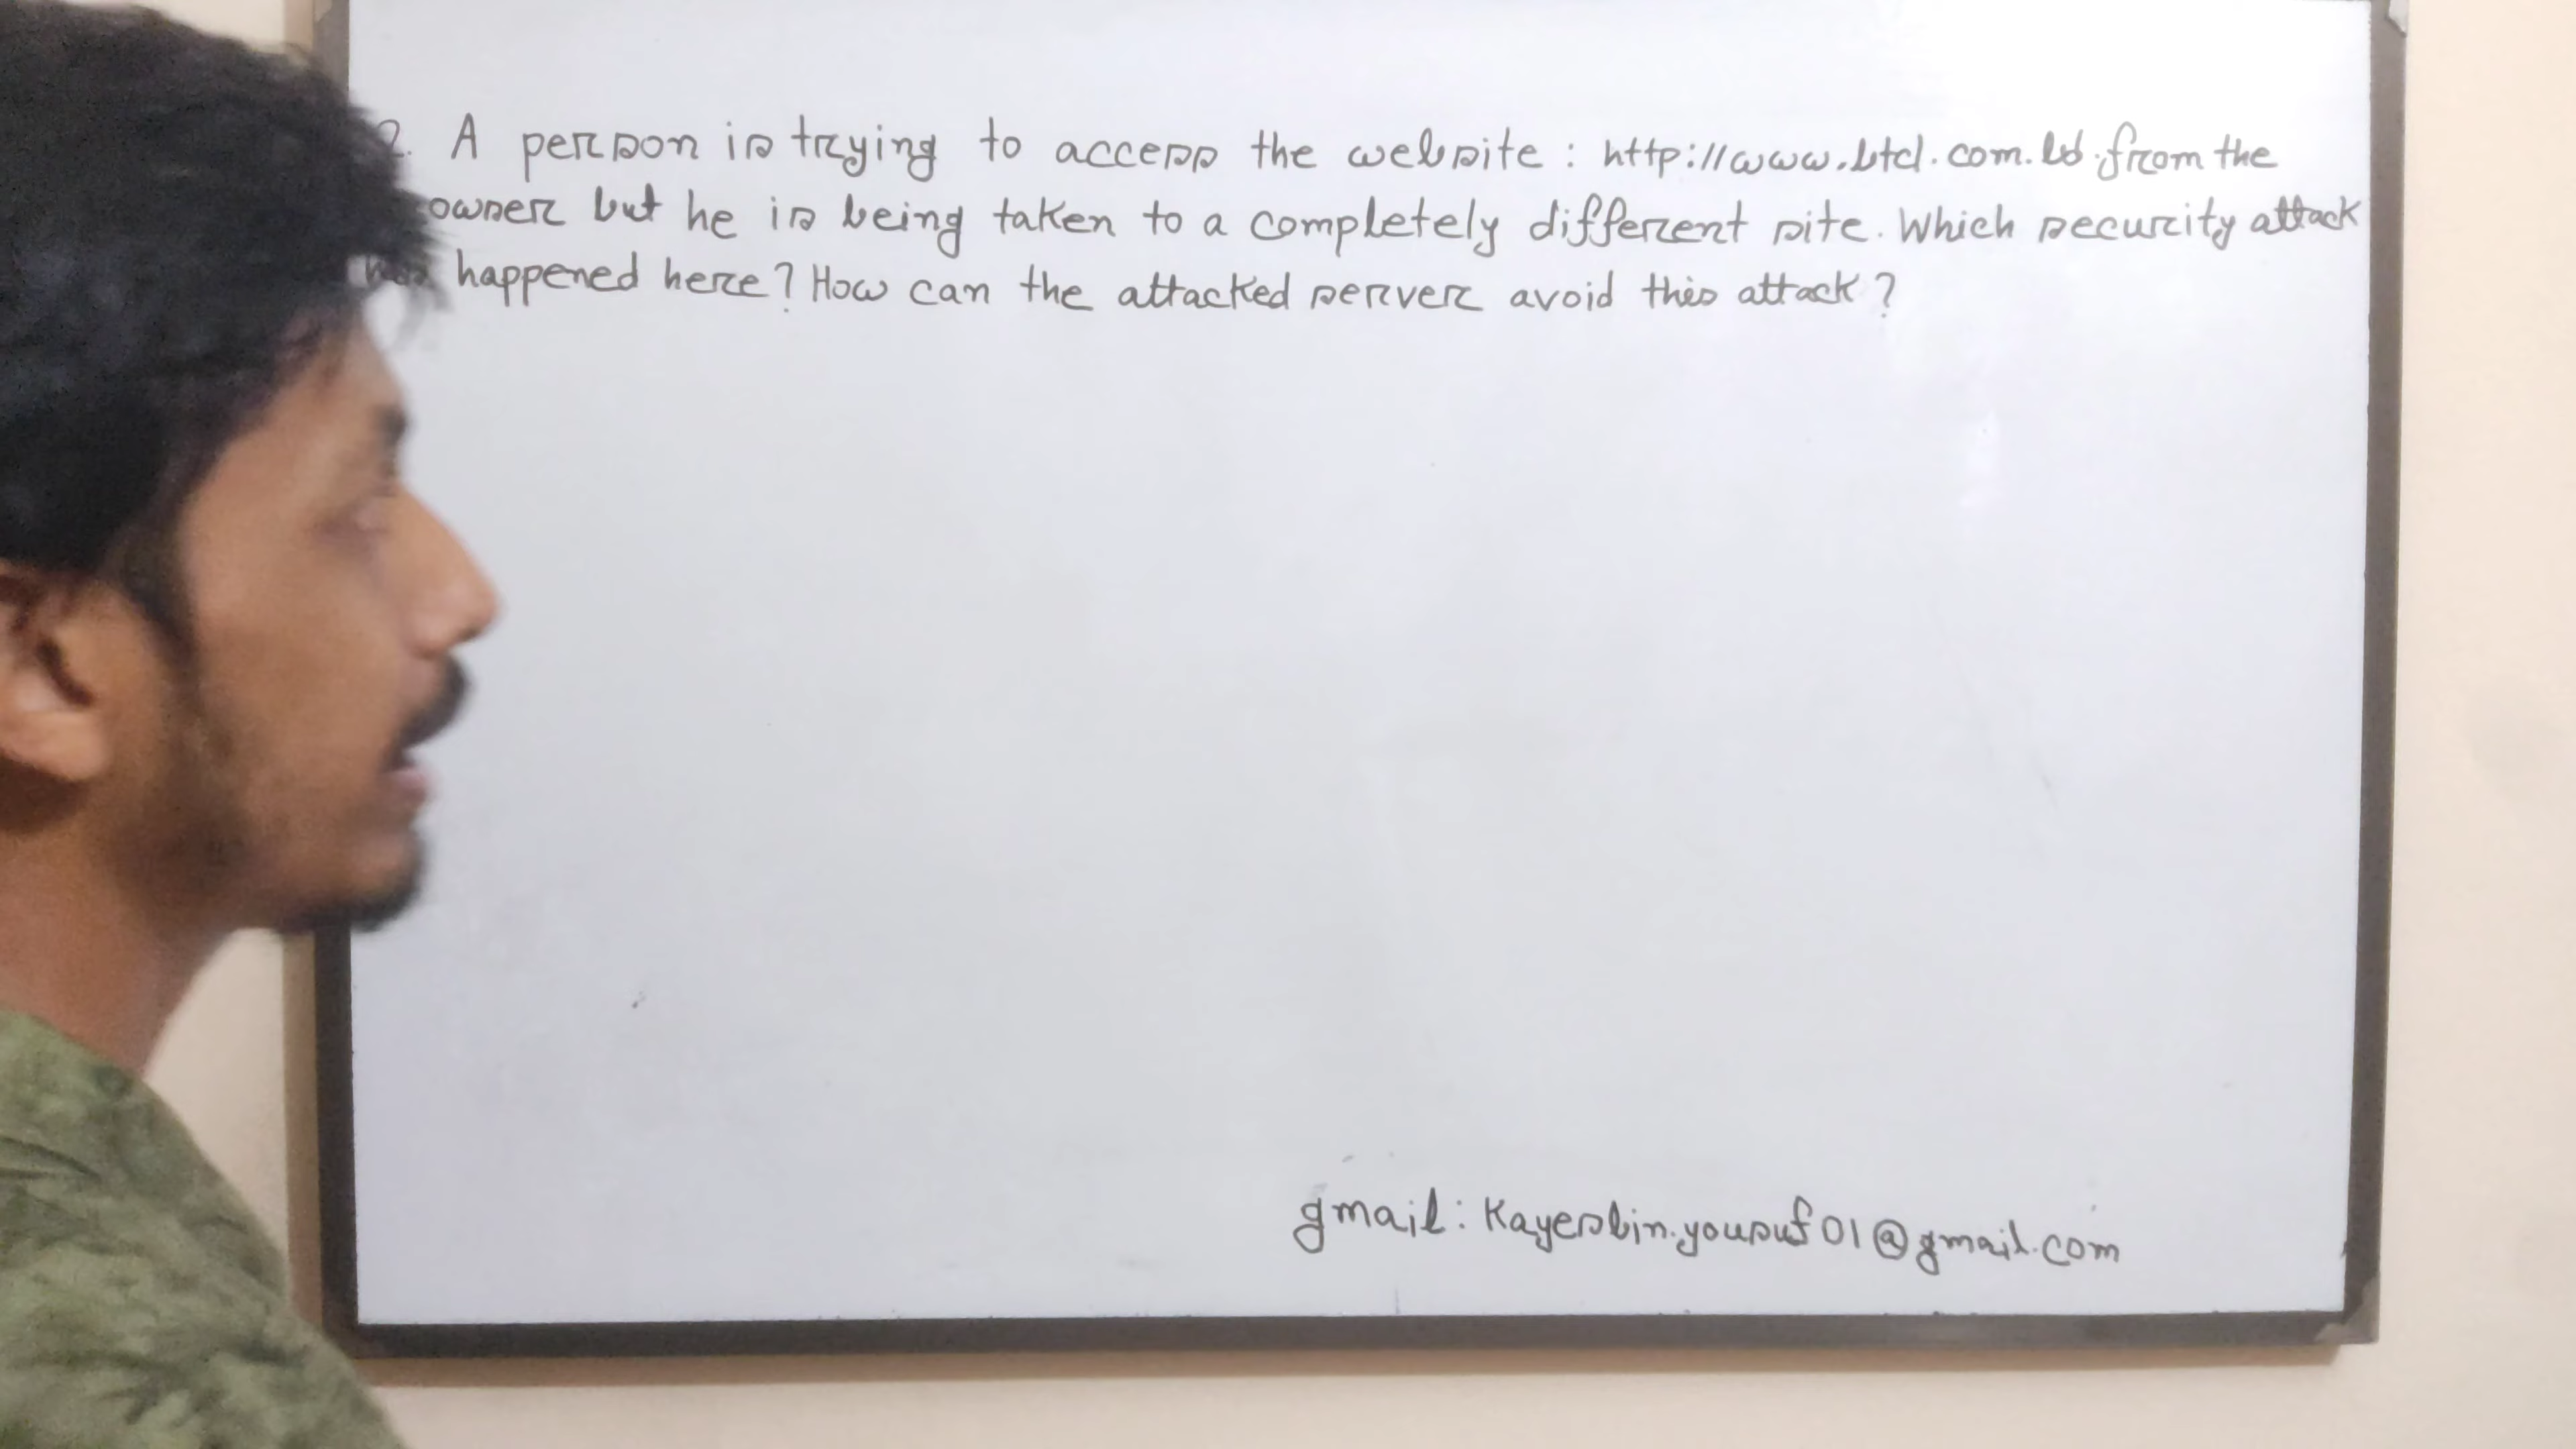 2. A person is trying to access the website : http://www.btcl.com.bd from the
owser but he is being taken to a completely different site. Which security attack
happened here? How can the attacked server avoid this attack?
gmail: Kayesbin.yousuf01@gmail.com